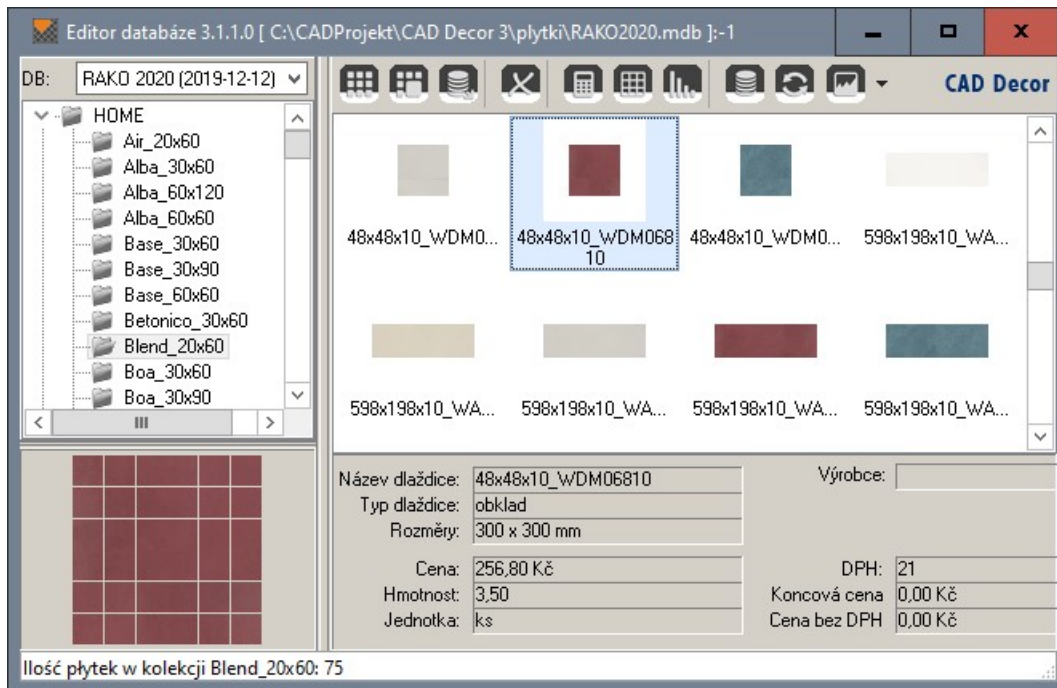 Editor databáze 3.1.1.0 [ C:\CADProjekt\CAD Decor 3\plytki\RAKO2020.mdb ]:-1
DB: RAKO 2020 (2019-12-12)
CAD Decor
HOME
Air_20x60
Alba_30x60
Alba_60x120
Alba_60x60
Base_30x60
Base_30x90
Base_60x60
Betonico_30x60
Blend_20x60
Boa_30x60
Boa_30x90
48x48x10_WDM0...
48x48x10_WDM068
10
48x48x10_WDM0...
598x198x10_WA...
598x198x10_WA...
598x198x10_WA...
598x198x10_WA...
598x198x10_WA...
Název dlaždice: 48x48x10_WDM06810
Typ dlaždice: obklad
Rozměry: 300 x 300 mm
Cena: 256,80 Kč
Hmotnost: 3,50
Jednotka: ks
Výrobce:
DPH: 21
Koncová cena 0,00 Kč
Cena bez DPH 0,00 Kč
Ilość płytek w kolekcji Blend_20x60: 75